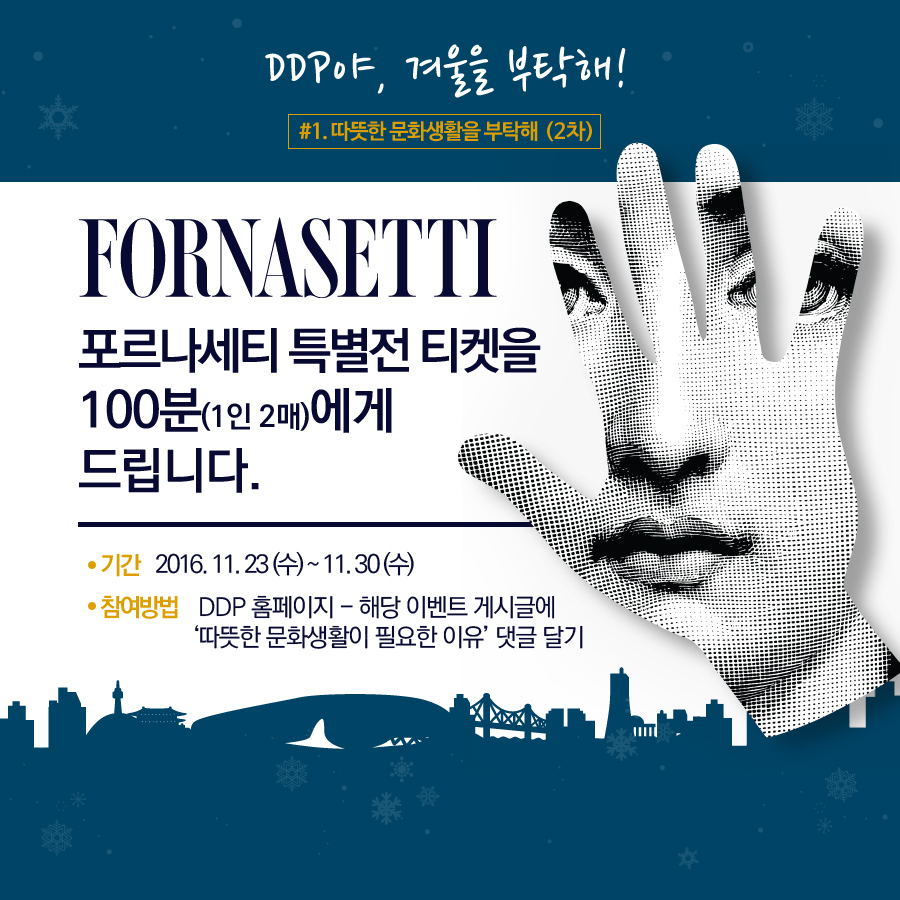 DDP야, 겨울을 부탁해!
#1. 따뜻한 문화생활을 부탁해 (2차)
FORNASETTI
포르나세티 특별전 티켓을
100분(1인 2매)에게
드립니다.
• 기간 2016. 11. 23 (수) ~ 11. 30 (수)
• 참여방법 DDP 홈페이지 - 해당 이벤트 게시글에
'따뜻한 문화생활이 필요한 이유' 댓글 달기